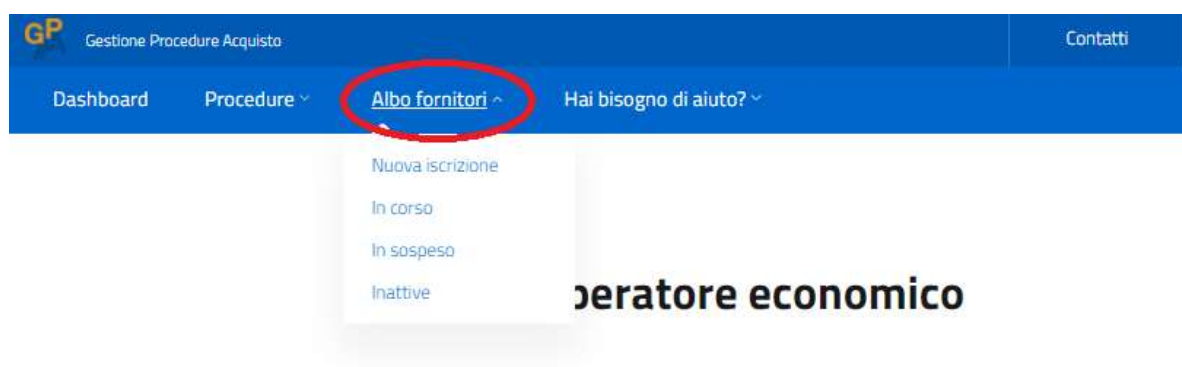 GP Gestione Procedure Acquisto Contatti
Dashboard Procedure Albo fornitori Hai bisogno di aiuto?
Nuova iscrizione
In corso
In sospeso
Inattive
economico